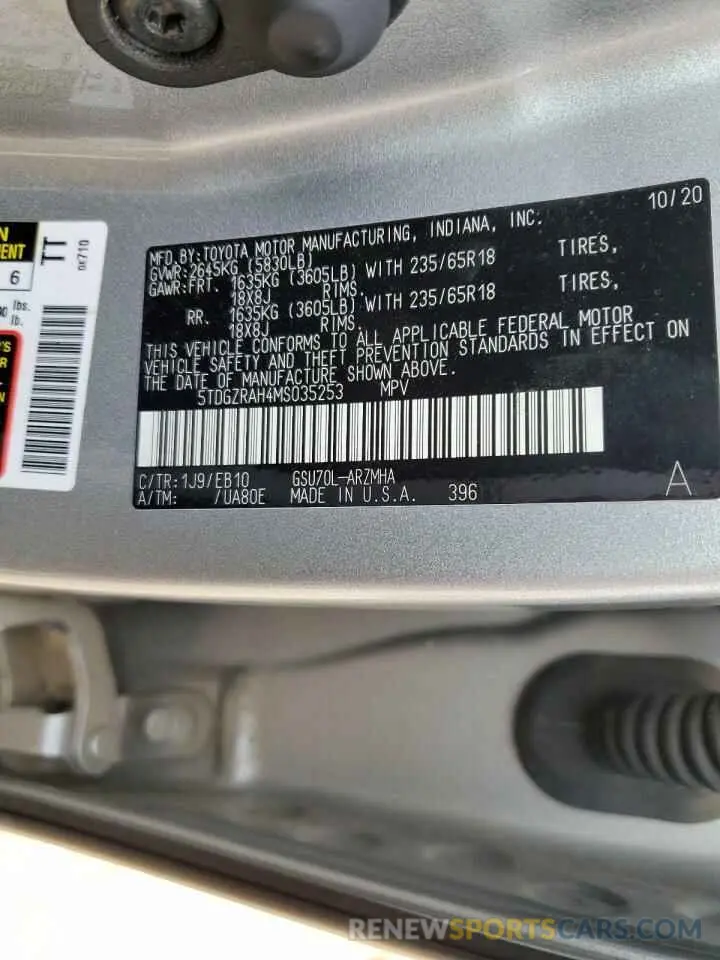 10/20
MFD.BY:TOYOTA MOTOR MANUFACTURING, INDIANA, INC.
GVWR:2645KG (5830LB)
GAWR:FRT. 1635KG (3605LB) WITH 235/65R18 TIRES,
18X8J RIMS.
RR. 1635KG (3605LB) WITH 235/65R18 TIRES,
18X8J RIMS.
THIS VEHICLE CONFORMS TO ALL APPLICABLE FEDERAL MOTOR
VEHICLE SAFETY AND THEFT PREVENTION STANDARDS IN EFFECT ON
THE DATE OF MANUFACTURE SHOWN ABOVE.
5TDGZRAH4MS035253 MPV
C/TR:1J9/EB10 GSU70L-ARZMHA
A/TM: /UA80E MADE IN U.S.A. 396 A
TT
0X710
6
lbs.
lb.
RENEWSPORTSCARS.COM